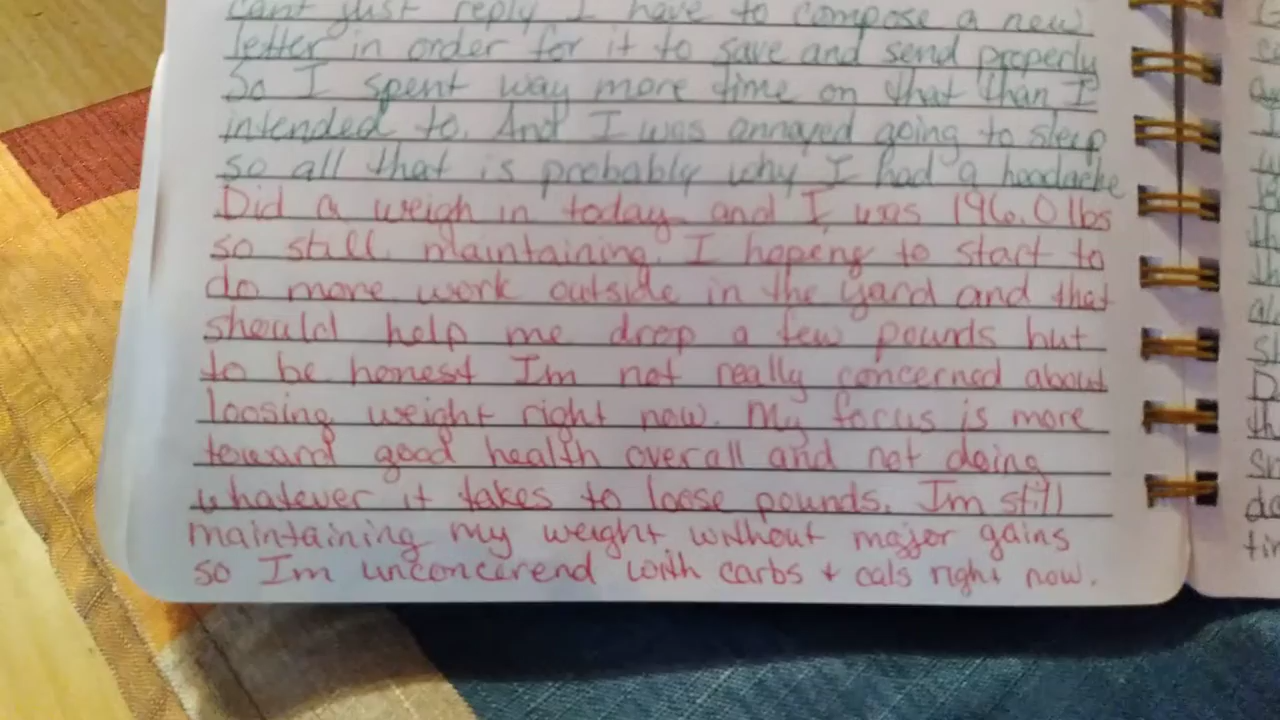 cant just reply I have to compose a new
letter in order for it to save and send properly
So I spent way more time on that than I
intended to. And I was annoyed going to sleep
so all that is probably why I had a headache
Did a weigh in today and I was 196.0 lbs
so still maintaining. I hopeing to start to
do more work outside in the yard and that
should help me drop a few pounds but
to be honest Im not really concerned about
loosing weight right now. My focus is more
toward good health overall and not doing
whatever it takes to loose pounds. Im still
maintaining my weight without major gains
so Im unconcirend with carbs + cals right now.